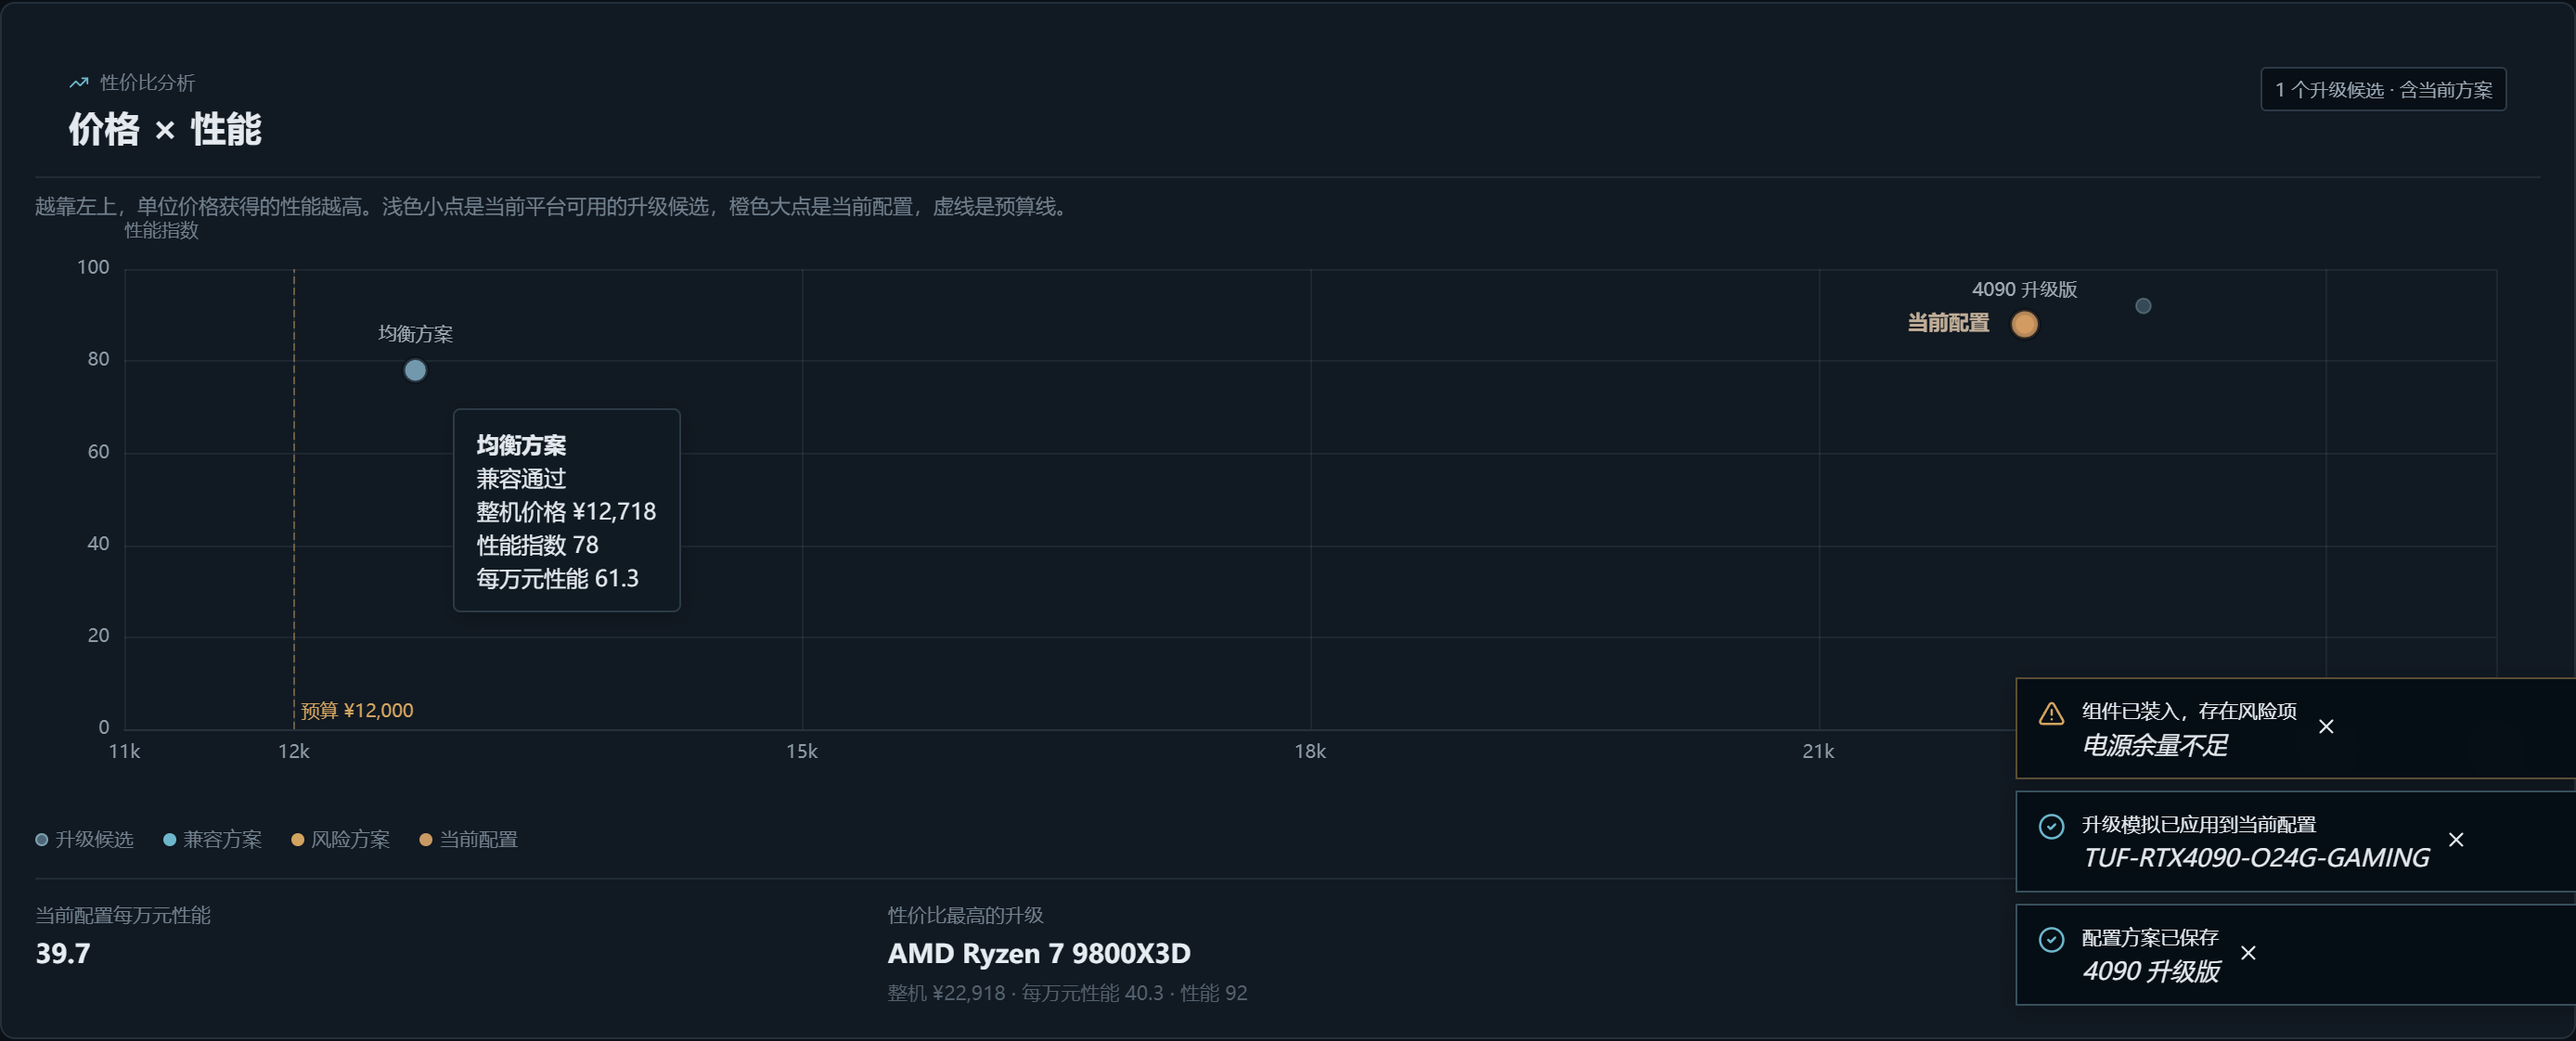 性价比分析
价格 × 性能
1 个升级候选 · 含当前方案
越靠左上，单位价格获得的性能越高。浅色小点是当前平台可用的升级候选，橙色大点是当前配置，虚线是预算线。
性能指数
100
80
60
40
20
0
均衡方案
4090 升级版
当前配置
均衡方案
兼容通过
整机价格 ¥12,718
性能指数 78
每万元性能 61.3
预算 ¥12,000
11k
12k
15k
18k
21k
升级候选
兼容方案
风险方案
当前配置
当前配置每万元性能
39.7
性价比最高的升级
AMD Ryzen 7 9800X3D
整机 ¥22,918 · 每万元性能 40.3 · 性能 92
组件已装入，存在风险项
电源余量不足
升级模拟已应用到当前配置
TUF-RTX4090-O24G-GAMING
配置方案已保存
4090 升级版